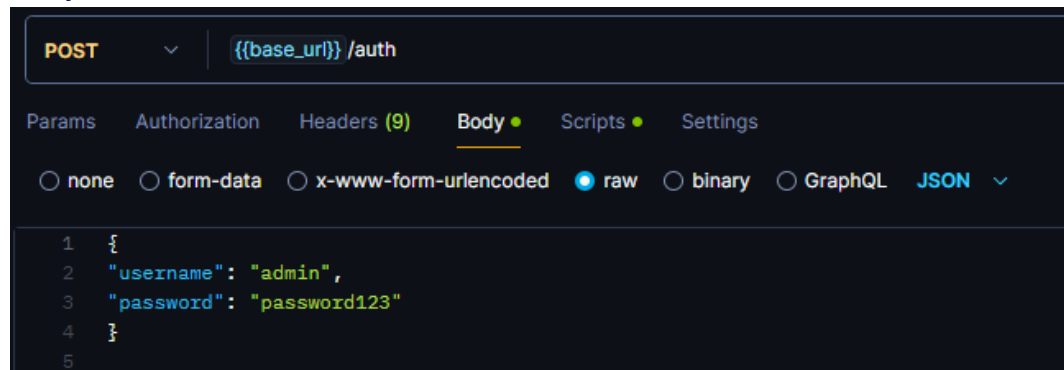 POST {{base_url}} /auth
Params Authorization Headers (9) Body Scripts Settings
none form-data x-www-form-urlencoded raw binary GraphQL JSON
1 {
2 "username": "admin",
3 "password": "password123"
4 }
5